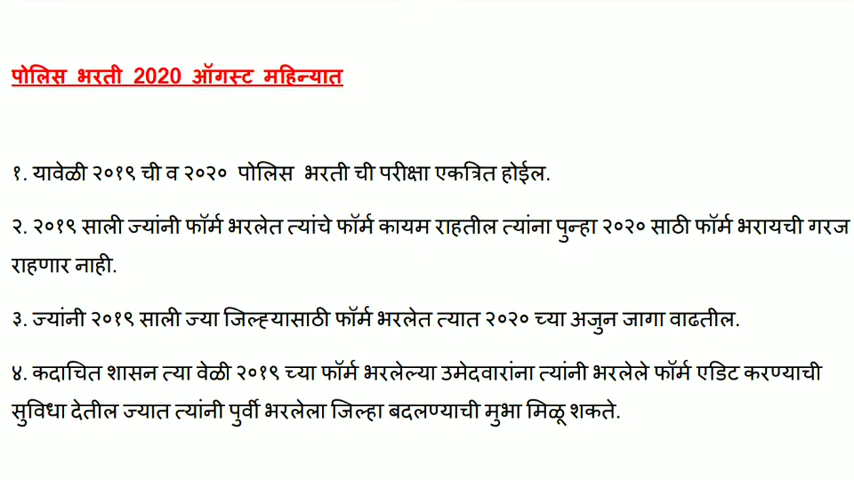 पोलिस भरती 2020 ऑगस्ट महिन्यात
१. यावेळी २०१९ ची व २०२० पोलिस भरती ची परीक्षा एकत्रित होईल.
२. २०१९ साली ज्यांनी फॉर्म भरलेत त्यांचे फॉर्म कायम राहतील त्यांना पुन्हा २०२० साठी फॉर्म भरायची गरज
राहणार नाही.
३. ज्यांनी २०१९ साली ज्या जिल्ह्यासाठी फॉर्म भरलेत त्यात २०२० च्या अजुन जागा वाढतील.
४. कदाचित शासन त्या वेळी २०१९ च्या फॉर्म भरलेल्या उमेदवारांना त्यांनी भरलेले फॉर्म एडिट करण्याची
सुविधा देतील ज्यात त्यांनी पुर्वी भरलेला जिल्हा बदलण्याची मुभा मिळू शकते.